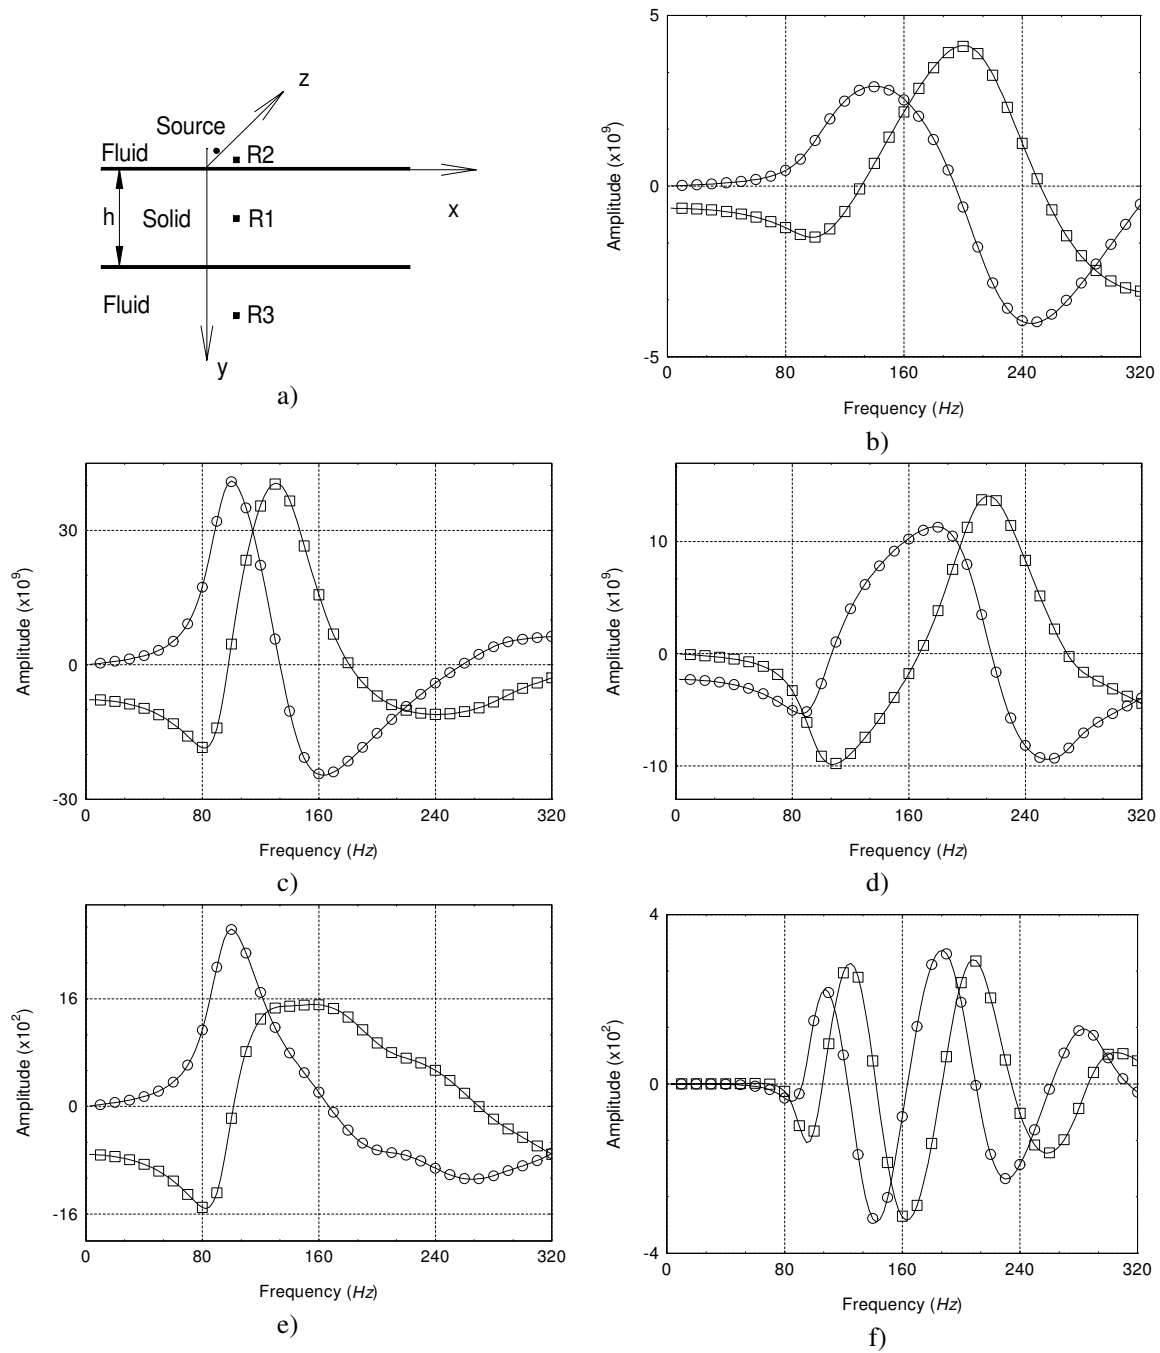 z
Source
Fluid
R2
x
h
Solid
R1
Fluid
R3
y
a)
5
0
-5
Amplitude (x10⁹)
0 80 160 240 320
Frequency (Hz)
b)
30
0
-30
Amplitude (x10⁹)
0 80 160 240 320
Frequency (Hz)
c)
10
0
-10
Amplitude (x10⁹)
0 80 160 240 320
Frequency (Hz)
d)
16
0
-16
Amplitude (x10²)
0 80 160 240 320
Frequency (Hz)
e)
4
0
-4
Amplitude (x10²)
0 80 160 240 320
Frequency (Hz)
f)